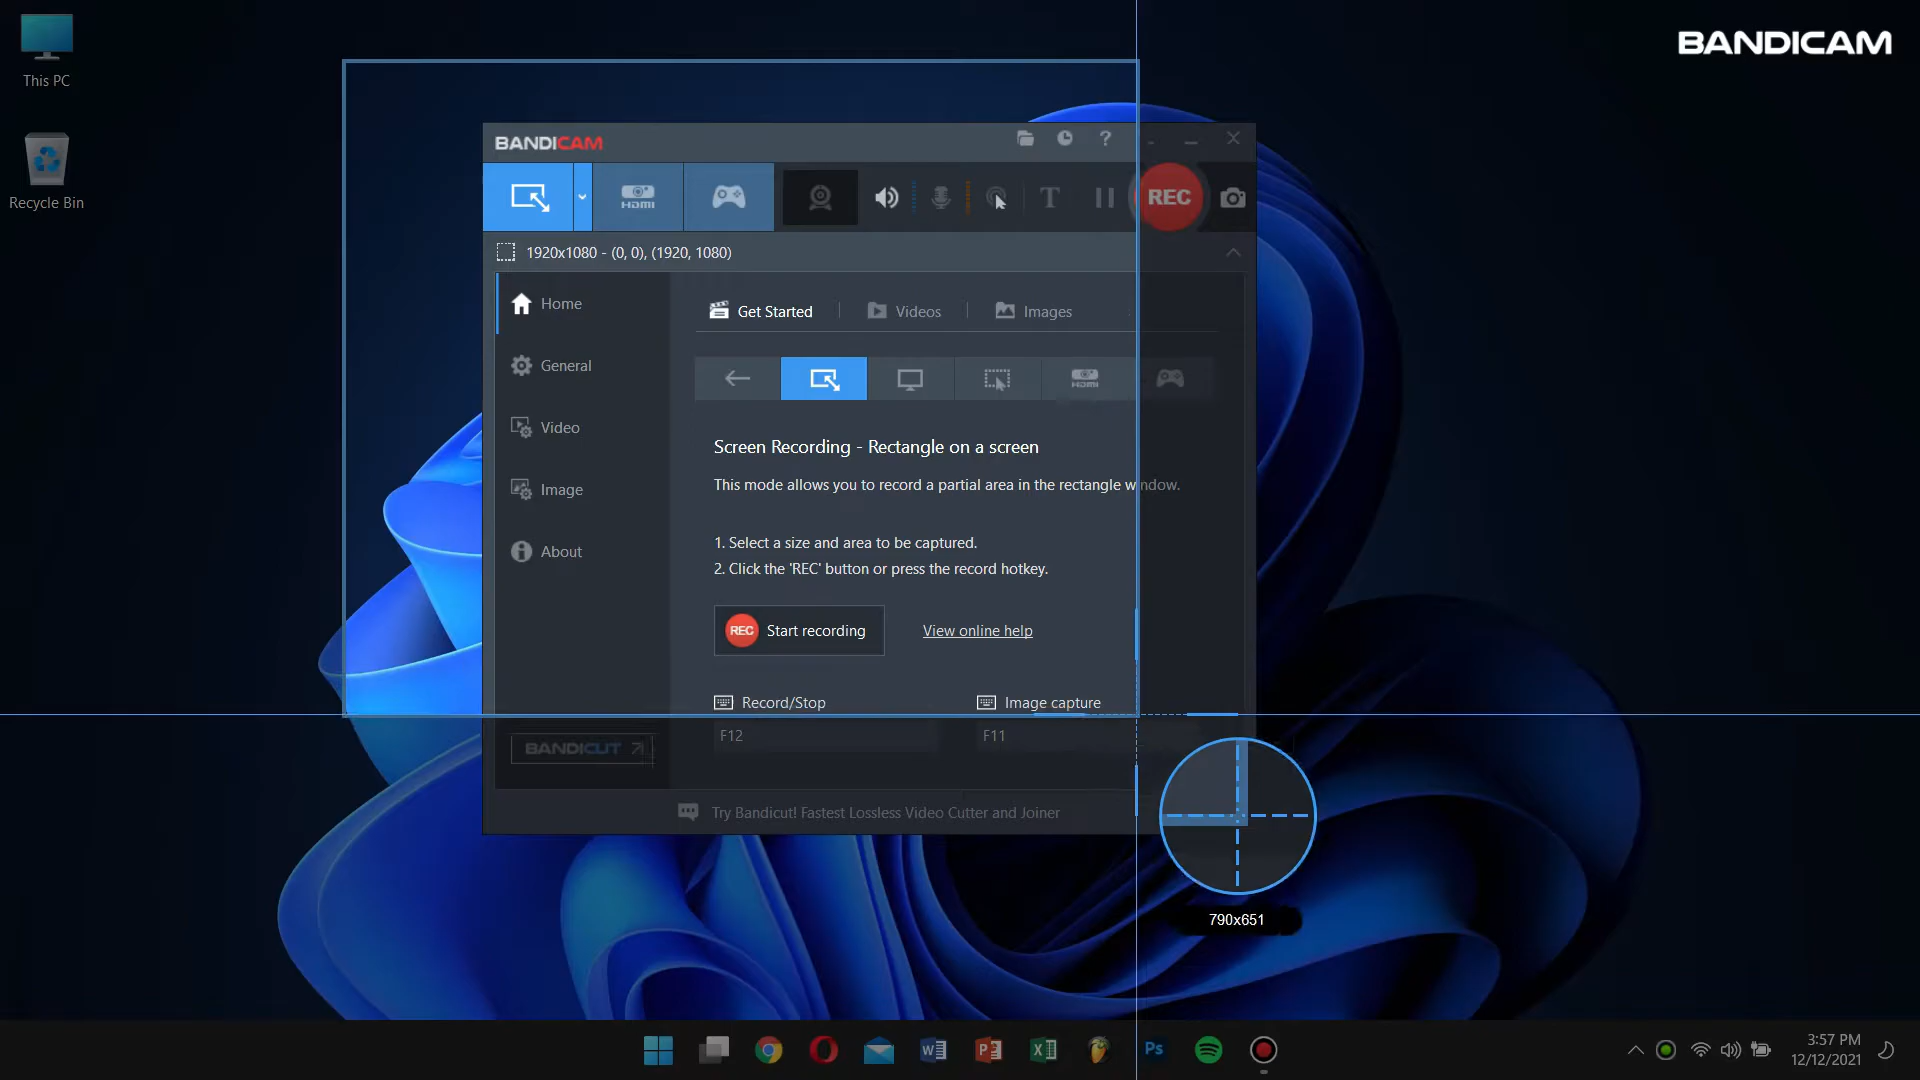 This PC
BANDICAM
Recycle Bin
BANDICAM
?
HDMI
T
REC
1920x1080 - (0, 0), (1920, 1080)
Home
Get Started
Videos
Images
General
HDMI
Video
Screen Recording - Rectangle on a screen
This mode allows you to record a partial area in the rectangle window.
Image
1. Select a size and area to be captured.
About
2. Click the 'REC' button or press the record hotkey.
REC Start recording
View online help
Record/Stop
Image capture
F12
F11
BANDICUT
Try Bandicut! Fastest Lossless Video Cutter and Joiner
790x651
W
P
X
Ps
3:57 PM
12/12/2021